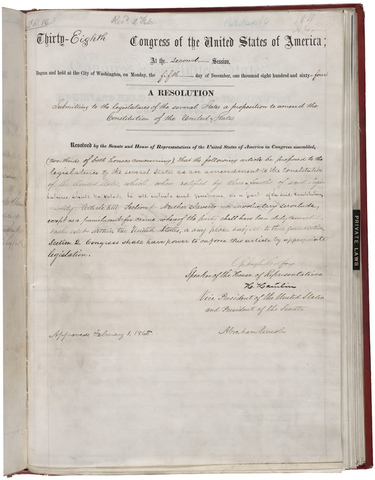 Thirty-Eighth Congress of the United States of America;
At the second Session,
Begun and held at the City of Washington, on Monday, the fifth day of December, one thousand eight hundred and sixty-four
A RESOLUTION
Submitting to the legislatures of the several States a proposition to amend the
Constitution of the United States
Resolved by the Senate and House of Representatives of the United States of America in Congress assembled,
(two-thirds of both houses concurring) that the following article be proposed to the
legislatures of the several States as an amendment to the constitution
of the United States, which when ratified by three-fourths of said legis-
latures shall be valid to all intents and purposes as a part of said constitution
namely: Article XIII. Section 1. Neither slavery nor involuntary servitude,
except as a punishment for crime whereof the party shall have been duly convicted,
shall exist within the United States, or any place subject to their jurisdiction.
Section 2. Congress shall have power to enforce this article by appropriate
legislation.
Speaker of the House of Representatives
H. Hamlin
Vice President of the United States
and President of the Senate
Approved, February 1, 1865. Abraham Lincoln
PRIVATE LAWS